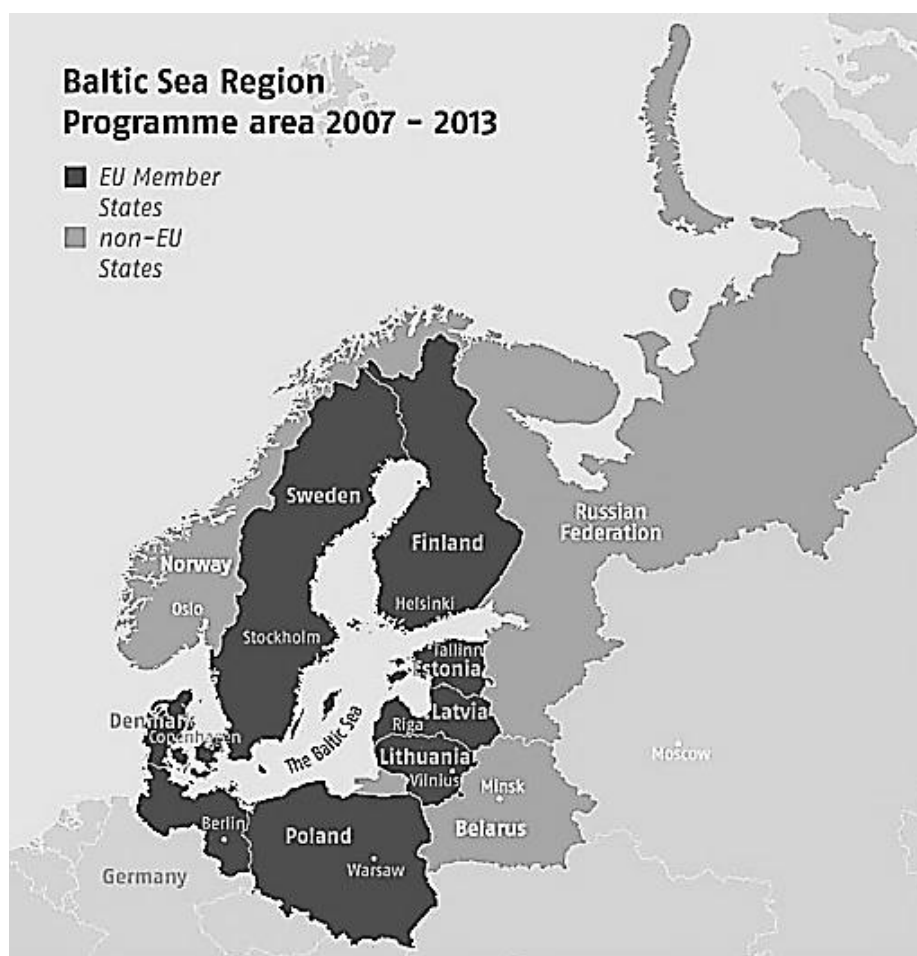 Baltic Sea Region
Programme area 2007 – 2013
EU Member
States
non-EU
States
Sweden
Finland
Russian
Federation
Norway
Oslo
Helsinki
Stockholm
Tallinn
Estonia
Denmark
Copenhagen
Latvia
Riga
The Baltic Sea
Lithuania
Vilnius
Moscow
Minsk
Belarus
Berlin
Poland
Warsaw
Germany